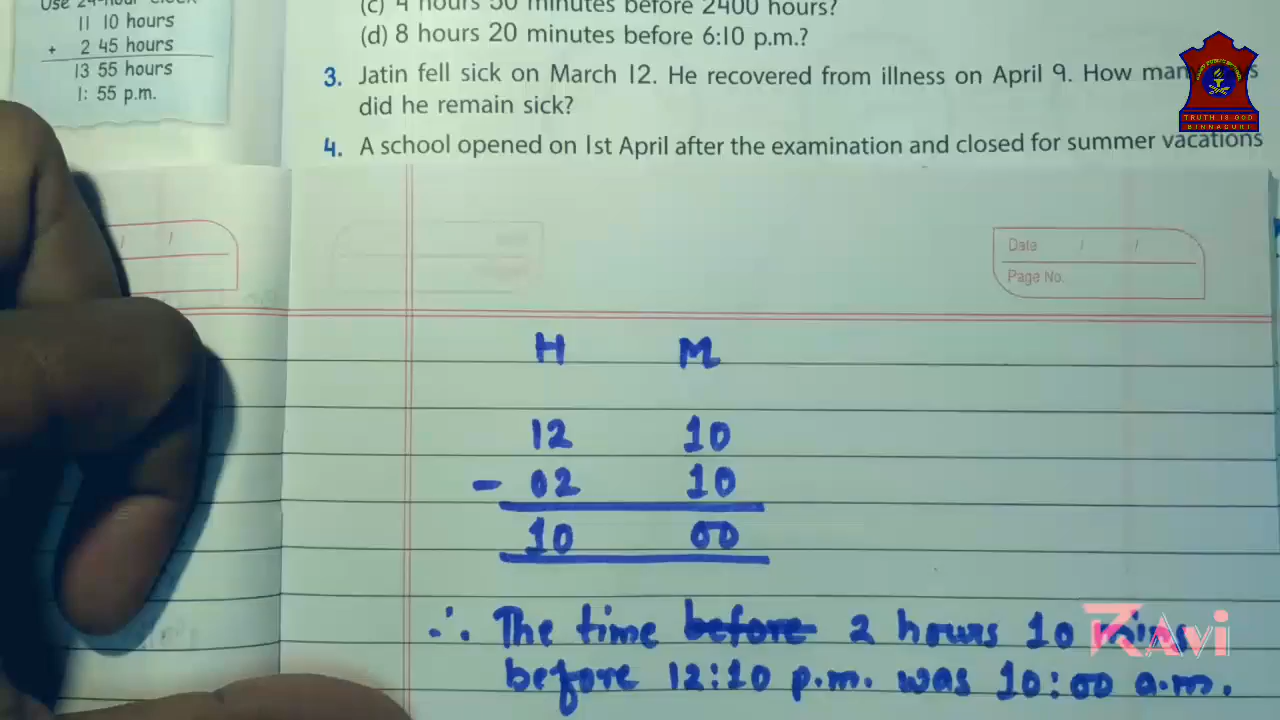 Use 24-hour clock
11 10 hours
+ 2 45 hours
13 55 hours
1: 55 p.m.
(c) 4 hours 50 minutes before 2400 hours?
(d) 8 hours 20 minutes before 6:10 p.m.?
3. Jatin fell sick on March 12. He recovered from illness on April 9. How
did he remain sick?
4. A school opened on 1st April after the examination and closed for summer vacations
TRUTH IS GOD
BINNAGURI
/ /
Date / /
Page No.
H M
12 10
- 02 10
10 00
∴ The time before 2 hours 10 mins
before 12:10 p.m. was 10:00 a.m.
RAvi